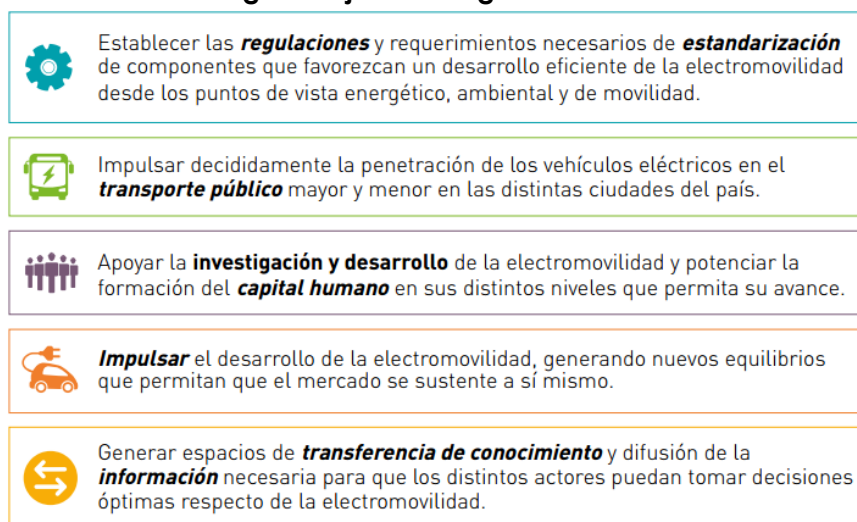 Establecer las regulaciones y requerimientos necesarios de estandarización
de componentes que favorezcan un desarrollo eficiente de la electromovilidad
desde los puntos de vista energético, ambiental y de movilidad.
Impulsar decididamente la penetración de los vehículos eléctricos en el
transporte público mayor y menor en las distintas ciudades del país.
Apoyar la investigación y desarrollo de la electromovilidad y potenciar la
formación del capital humano en sus distintos niveles que permita su avance.
Impulsar el desarrollo de la electromovilidad, generando nuevos equilibrios
que permitan que el mercado se sustente a sí mismo.
Generar espacios de transferencia de conocimiento y difusión de la
información necesaria para que los distintos actores puedan tomar decisiones
óptimas respecto de la electromovilidad.